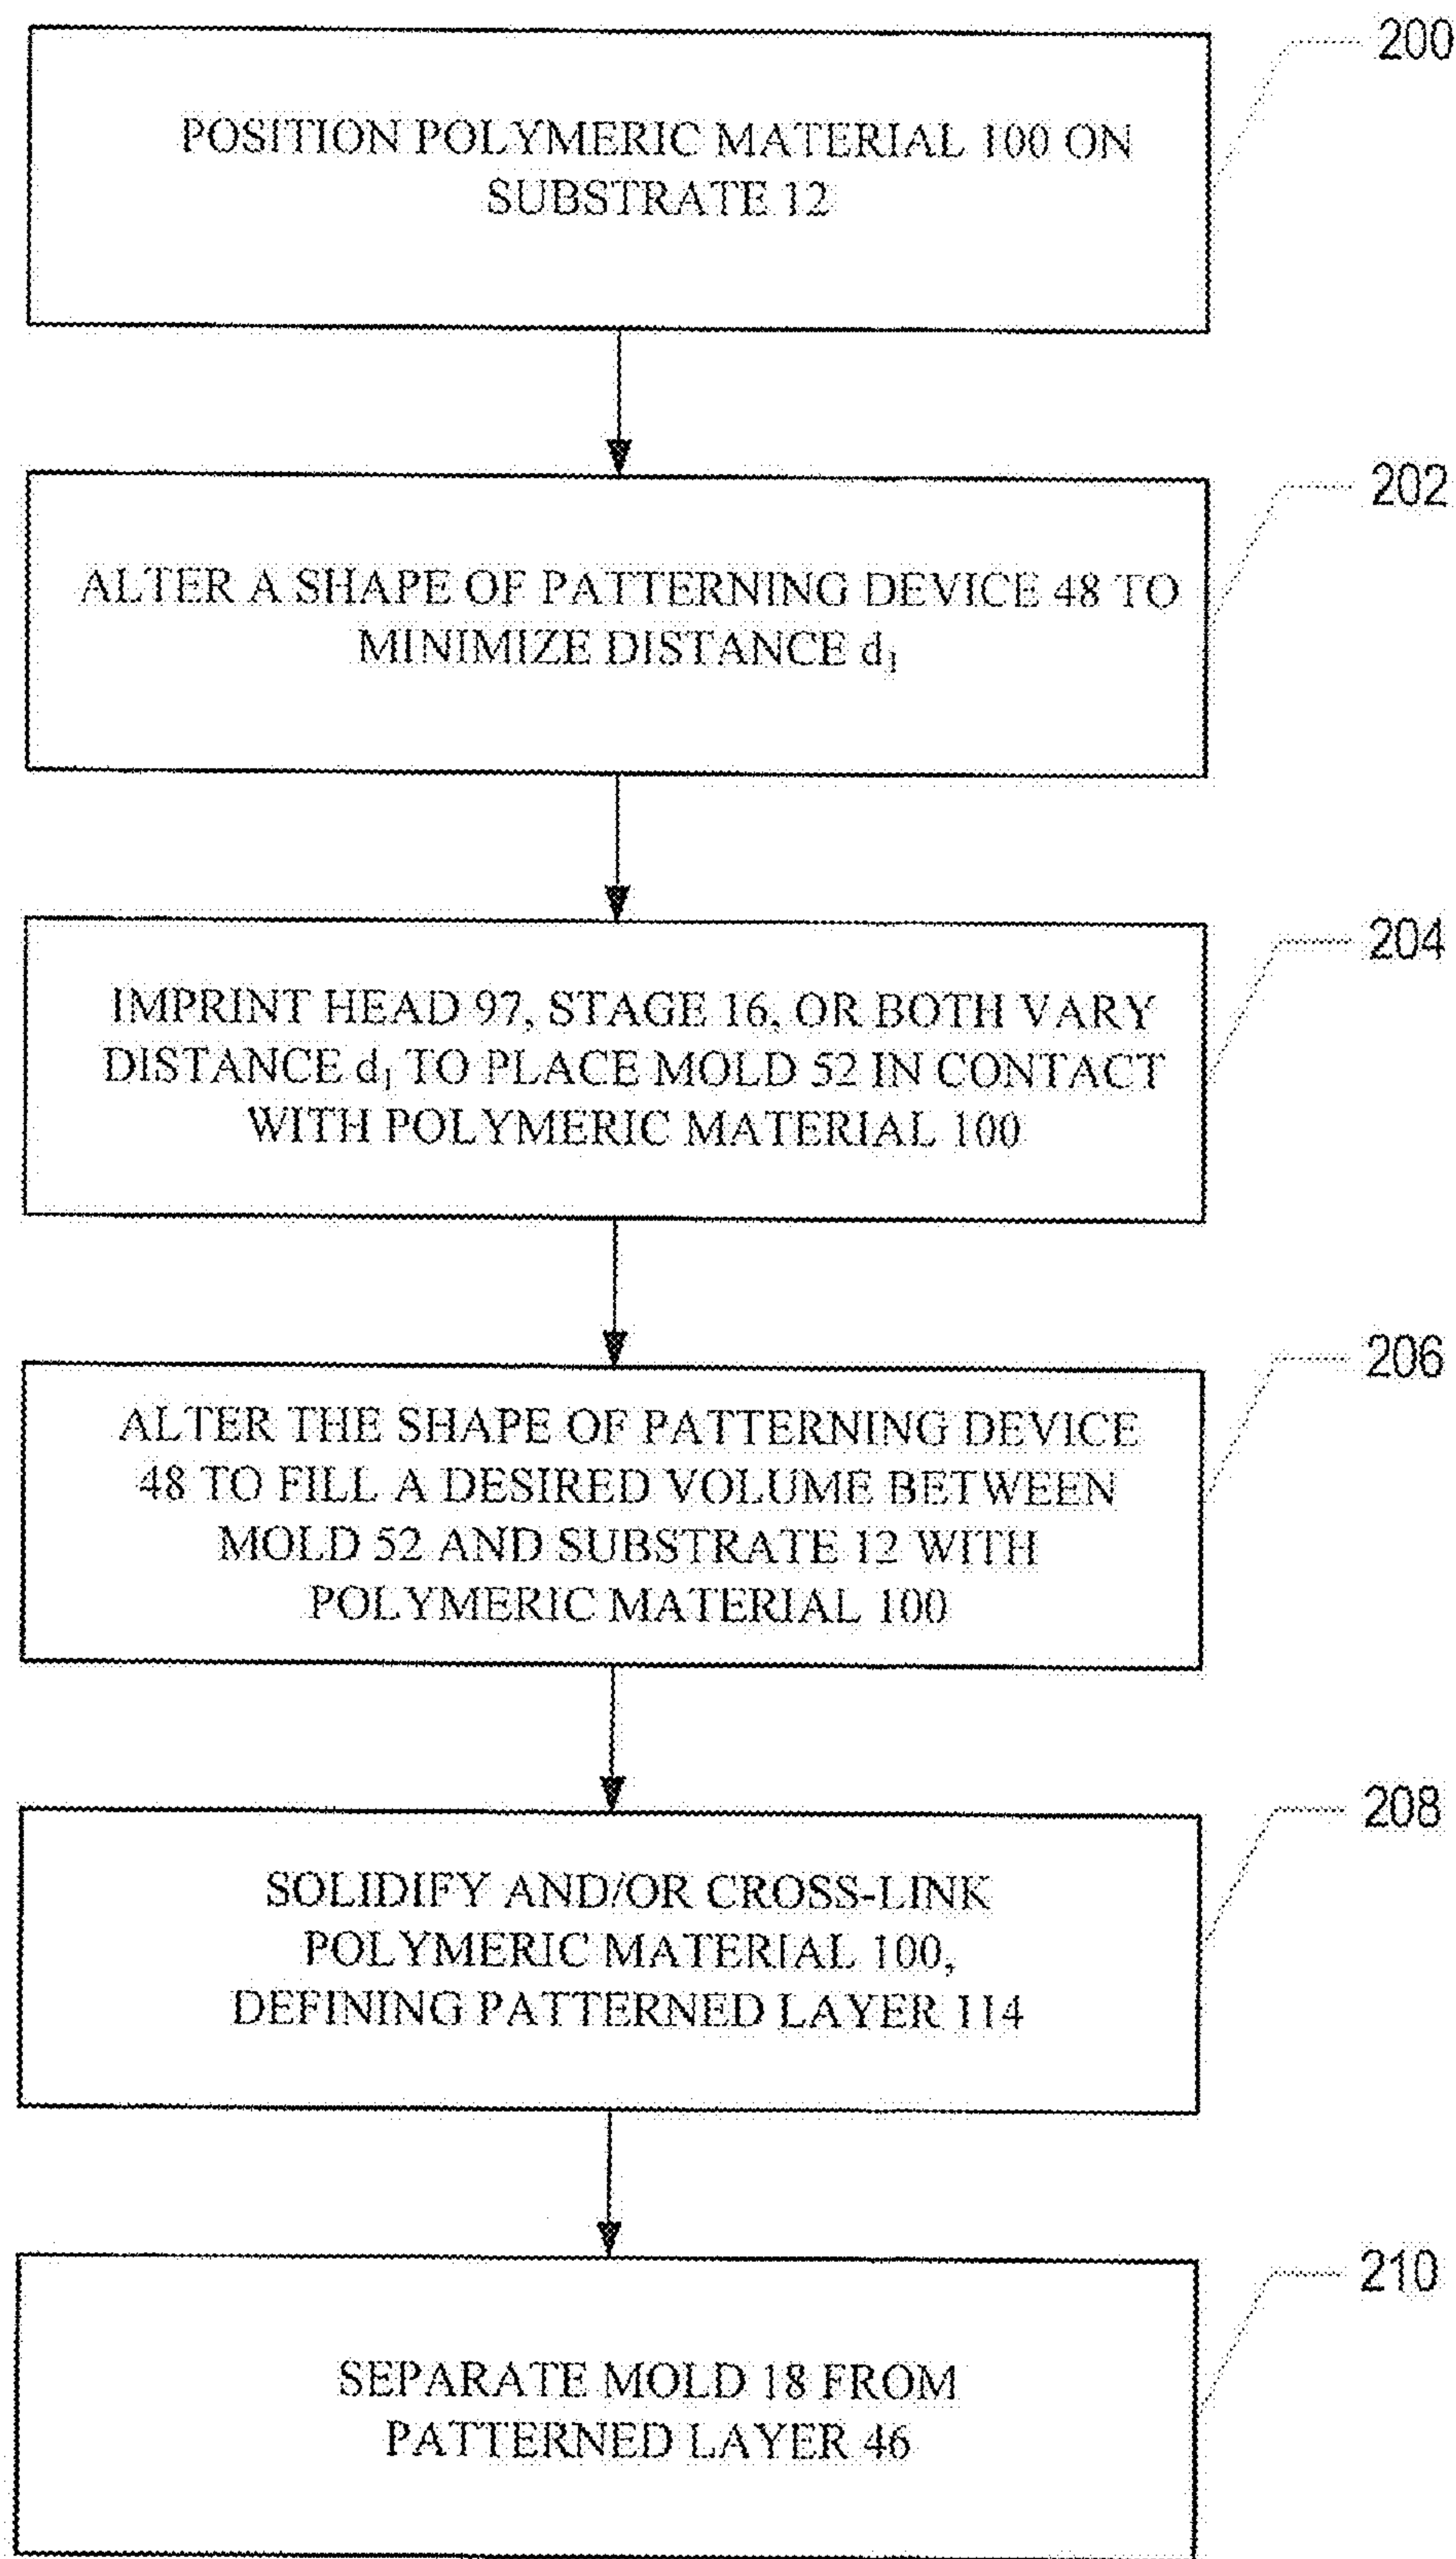 200
POSITION POLYMERIC MATERIAL 100 ON
SUBSTRATE 12
202
ALTER A SHAPE OF PATTERNING DEVICE 48 TO
MINIMIZE DISTANCE d₁
204
IMPRINT HEAD 97, STAGE 16, OR BOTH VARY
DISTANCE d₁ TO PLACE MOLD 52 IN CONTACT
WITH POLYMERIC MATERIAL 100
206
ALTER THE SHAPE OF PATTERNING DEVICE
48 TO FILL A DESIRED VOLUME BETWEEN
MOLD 52 AND SUBSTRATE 12 WITH
POLYMERIC MATERIAL 100
208
SOLIDIFY AND/OR CROSS-LINK
POLYMERIC MATERIAL 100,
DEFINING PATTERNED LAYER 114
210
SEPARATE MOLD 18 FROM
PATTERNED LAYER 46